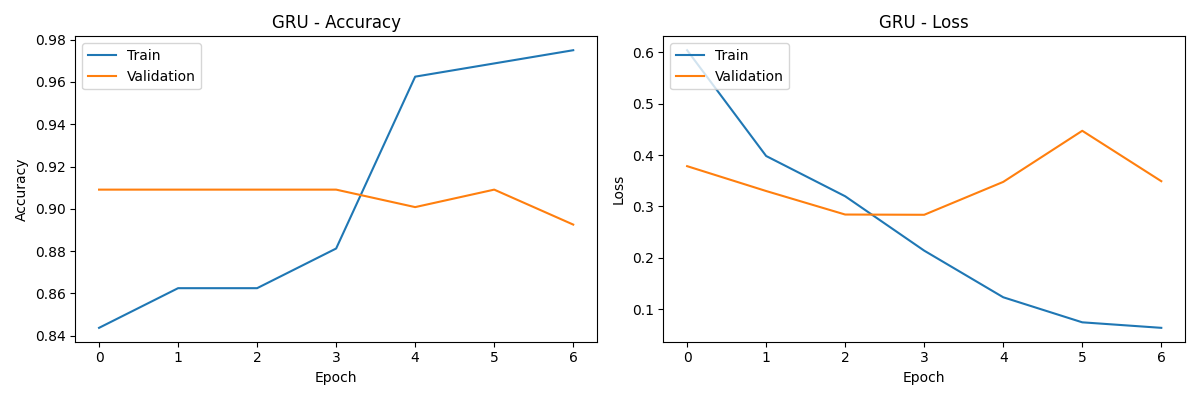 GRU - Accuracy
Train
Validation
0.98
0.96
0.94
0.92
0.90
0.88
0.86
0.84
Accuracy
0 1 2 3 4 5 6
Epoch
GRU - Loss
Train
Validation
0.6
0.5
0.4
0.3
0.2
0.1
Loss
0 1 2 3 4 5 6
Epoch